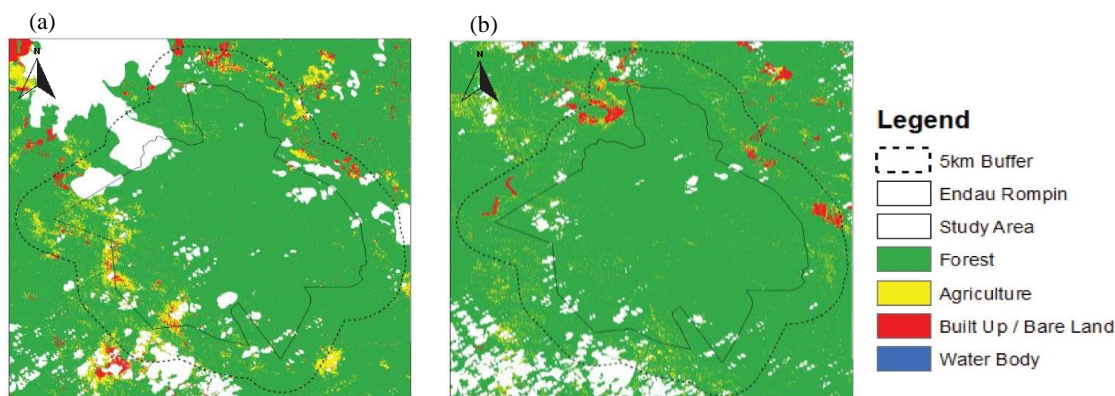 (a)
(b)
N
N
Legend
5km Buffer
Endau Rompin
Study Area
Forest
Agriculture
Built Up / Bare Land
Water Body